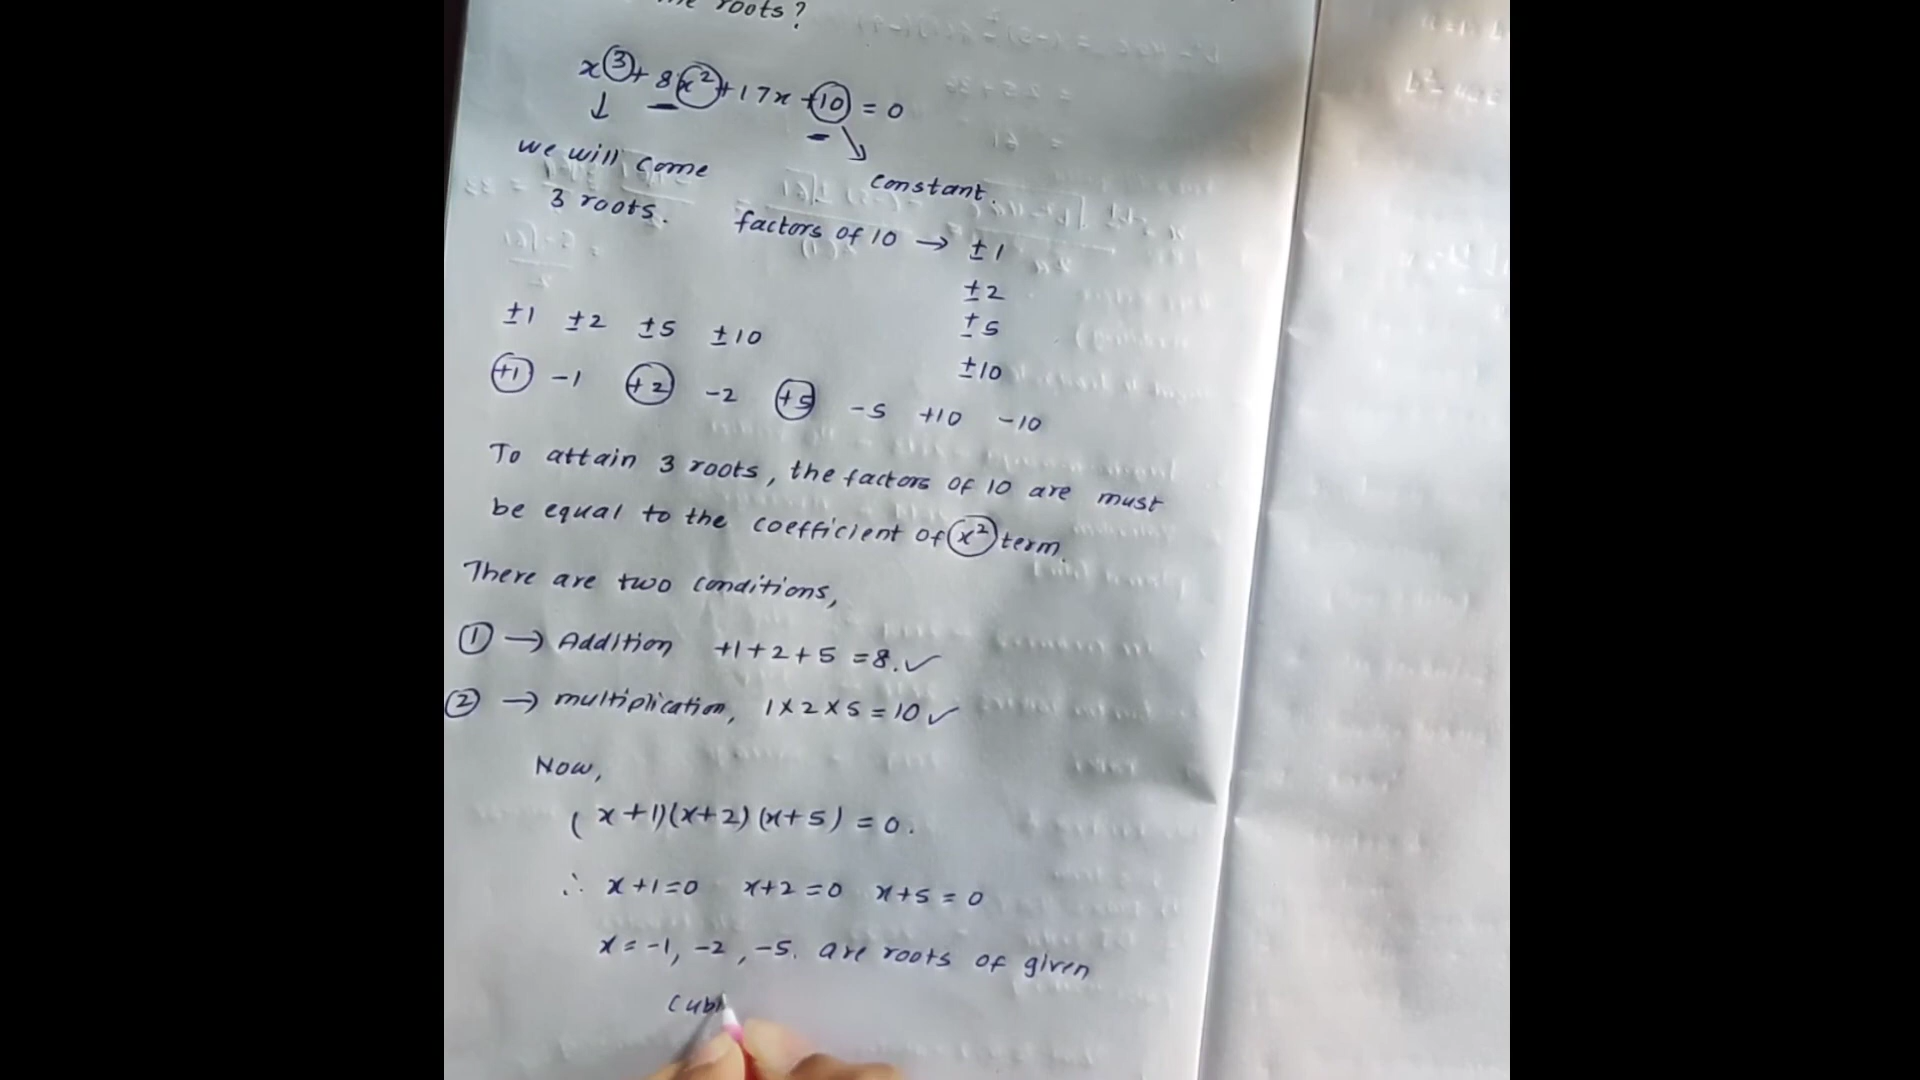 roots?
x³ + 8x² + 17x + 10 = 0
↓
we will come
3 roots.
constant.
factors of 10 → ±1
±2
±5
±10
±1 ±2 ±5 ±10
+1 -1 +2 -2 +5 -5 +10 -10
To attain 3 roots, the factors of 10 are must
be equal to the coefficient of x² term.
There are two conditions,
① → Addition +1+2+5 = 8. ✓
② → multiplication, 1×2×5 = 10 ✓
Now,
(x+1)(x+2)(x+5) = 0.
∴ x+1=0 x+2=0 x+5=0
x = -1, -2, -5. are roots of given
cubi